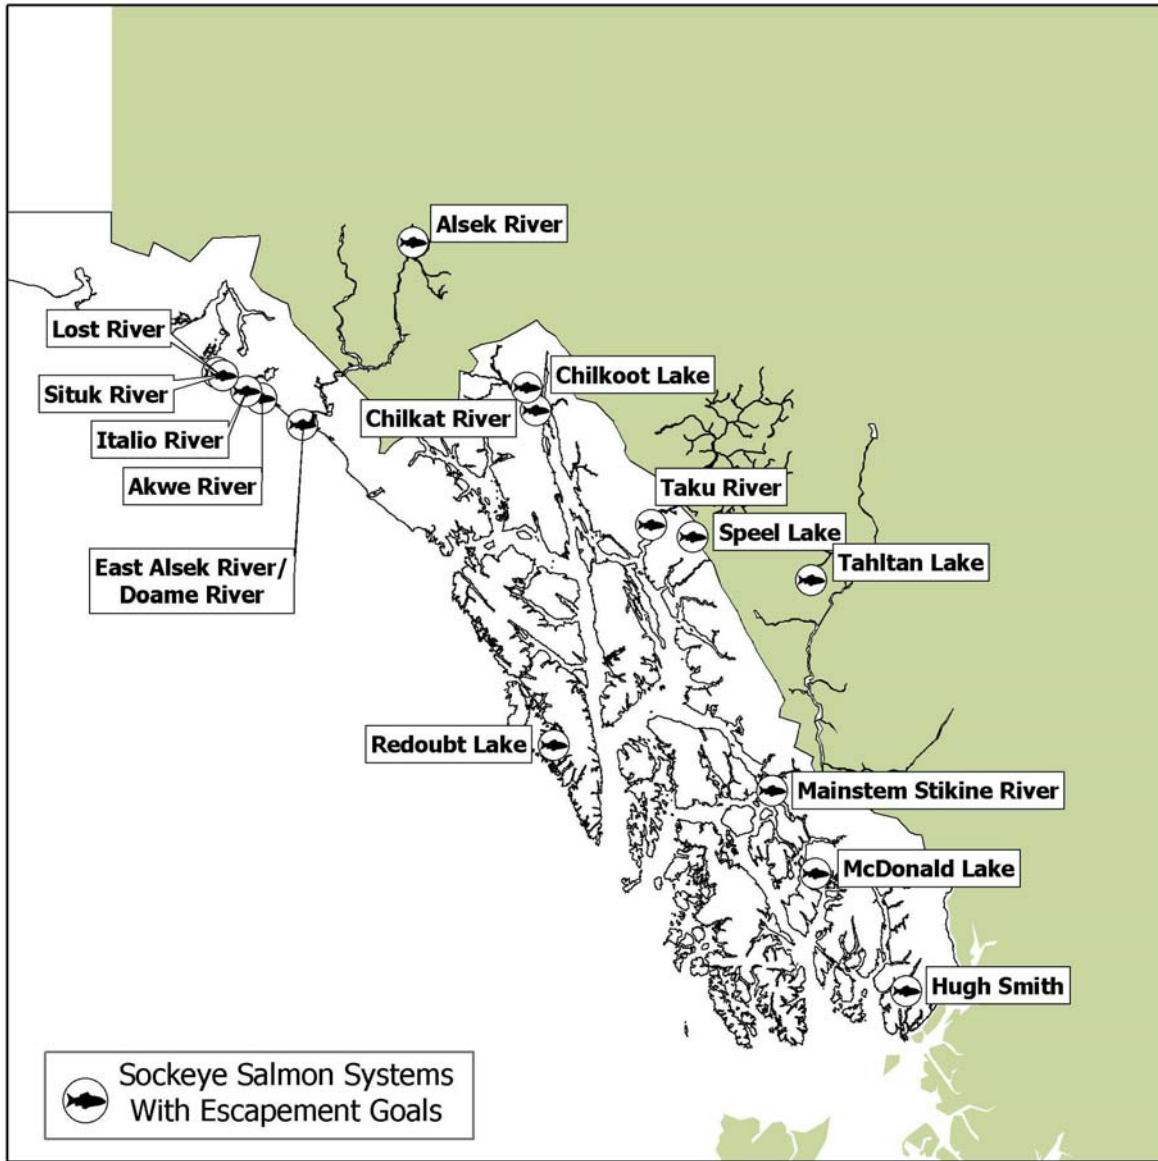 Alsek River
Lost River
Situk River
Italio River
Akwe River
East Alsek River/
Doame River
Chilkoot Lake
Chilkat River
Taku River
Speel Lake
Tahltan Lake
Redoubt Lake
Mainstem Stikine River
McDonald Lake
Hugh Smith
Sockeye Salmon Systems
With Escapement Goals